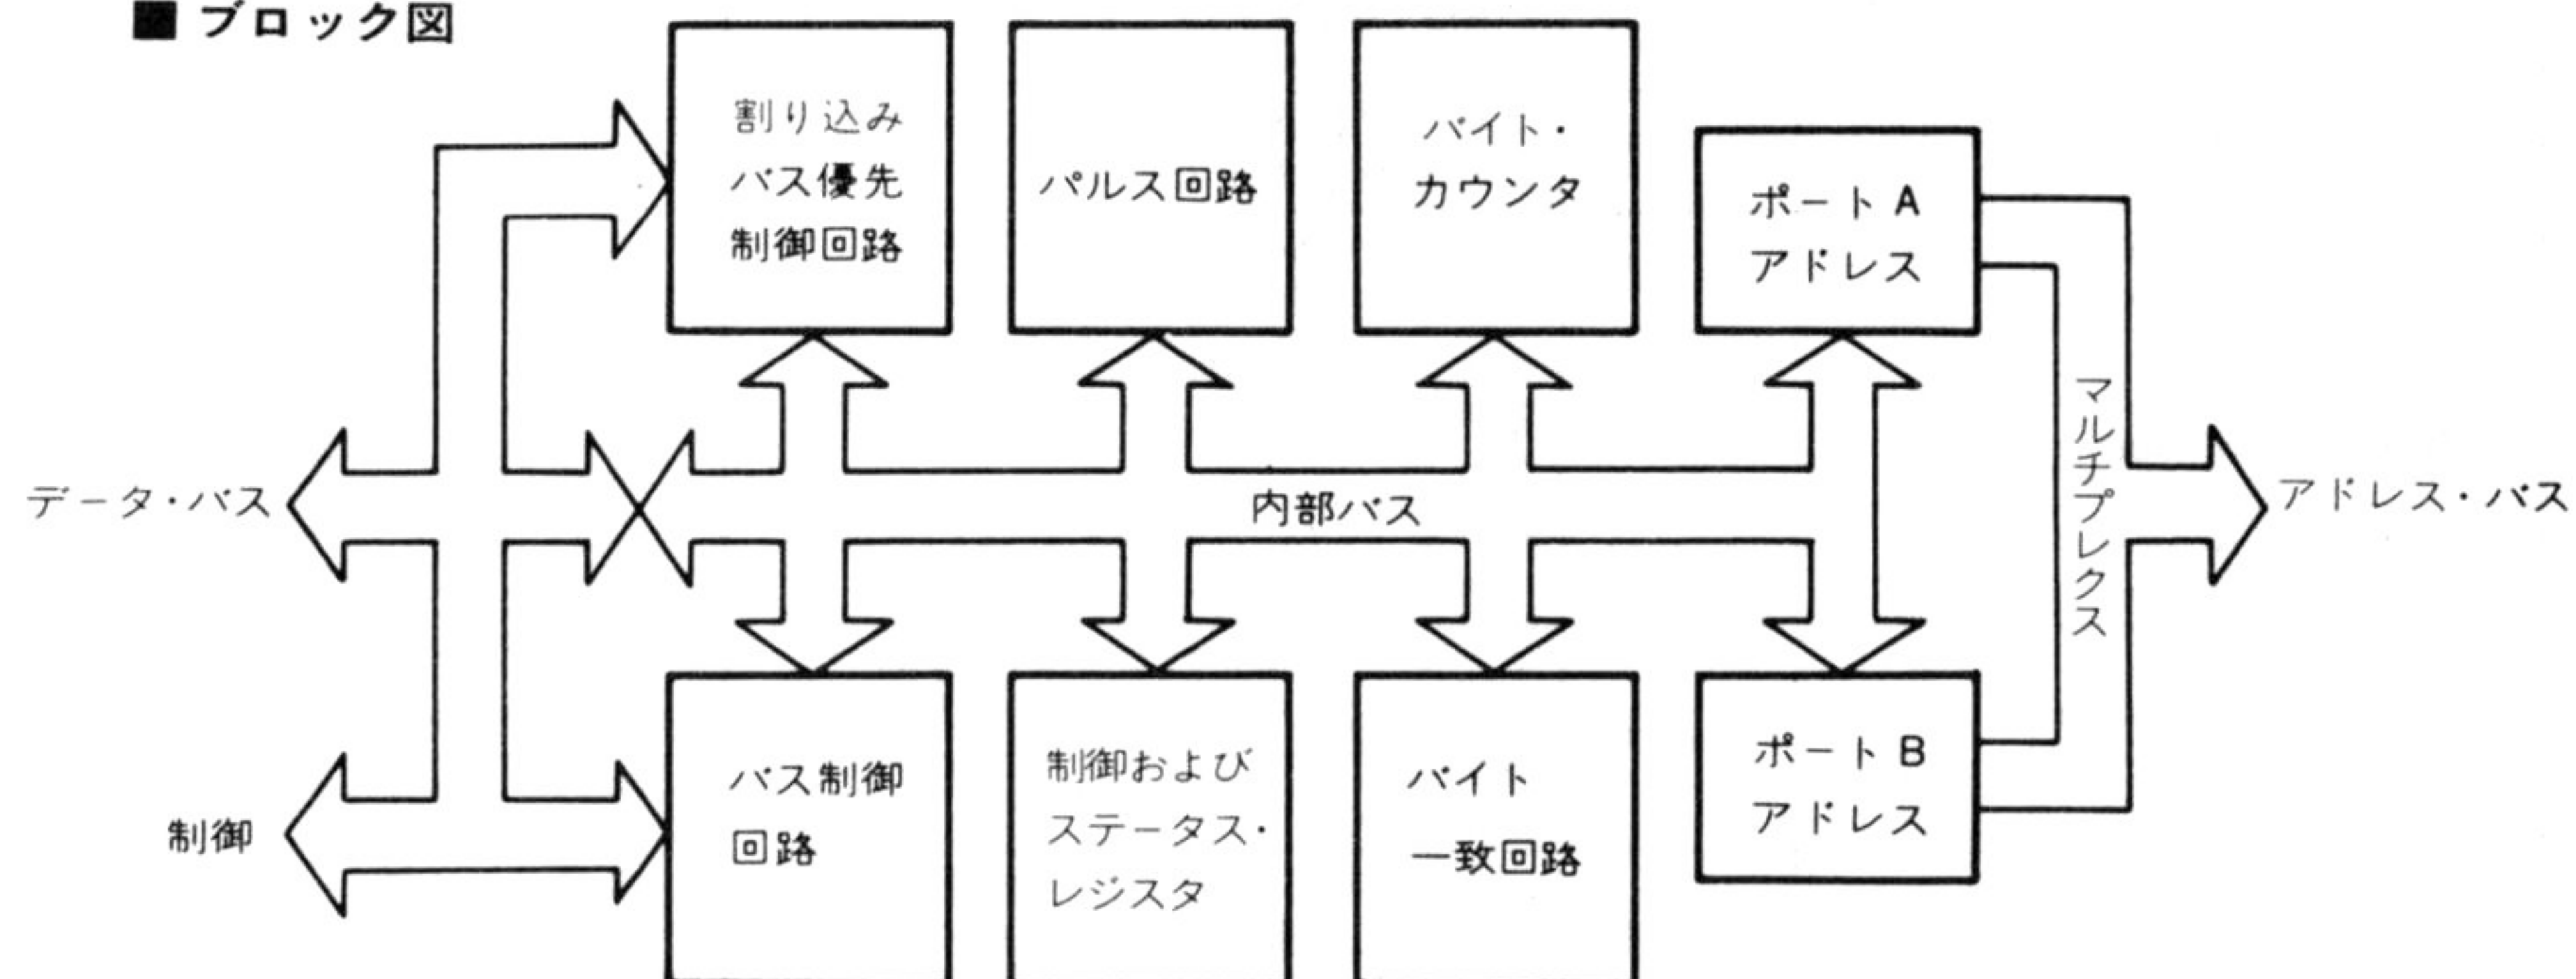 ■ ブロック図
割り込み
バス優先
制御回路
パルス回路
バイト・
カウンタ
ポートA
アドレス
データ・バス
内部バス
マルチプレクス
アドレス・バス
制御
バス制御
回路
制御および
ステータス・
レジスタ
バイト
一致回路
ポートB
アドレス